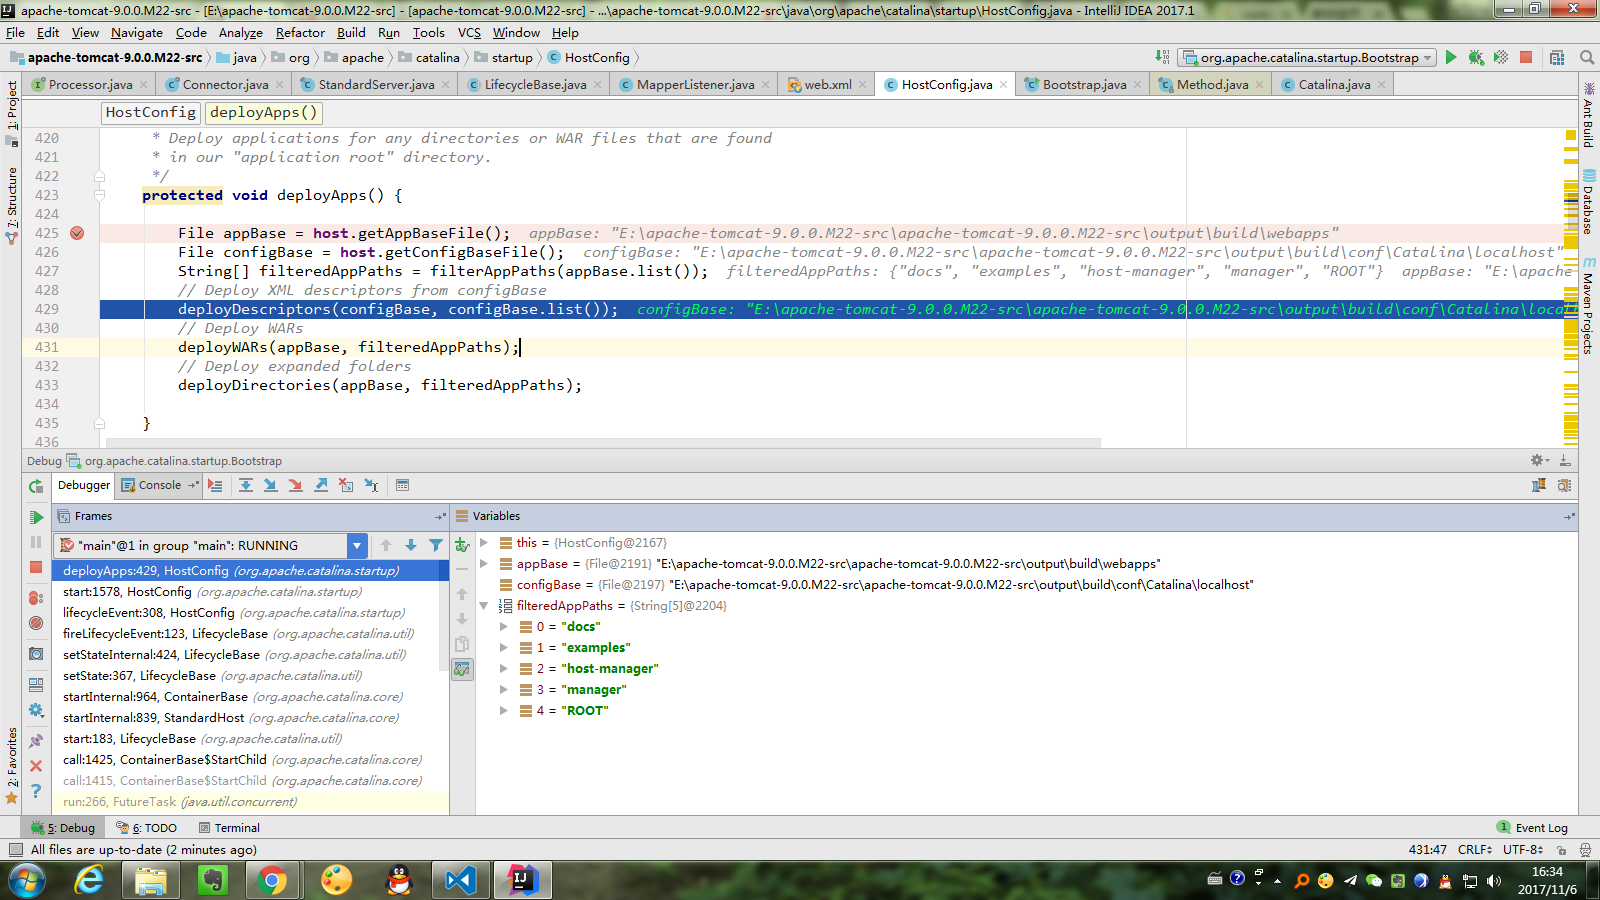 apache-tomcat-9.0.0.M22-src - [E:\apache-tomcat-9.0.0.M22-src] - [apache-tomcat-9.0.0.M22-src] - ...\apache-tomcat-9.0.0.M22-src\java\org\apache\catalina\startup\HostConfig.java - IntelliJ IDEA 2017.1
File Edit View Navigate Code Analyze Refactor Build Run Tools VCS Window Help
apache-tomcat-9.0.0.M22-src java org apache catalina startup HostConfig org.apache.catalina.startup.Bootstrap
Processor.java Connector.java StandardServer.java LifecycleBase.java MapperListener.java web.xml HostConfig.java Bootstrap.java Method.java Catalina.java
HostConfig deployApps()
420 * Deploy applications for any directories or WAR files that are found
421 * in our "application root" directory.
422 */
423 protected void deployApps() {
424
425 File appBase = host.getAppBaseFile(); appBase: "E:\apache-tomcat-9.0.0.M22-src\apache-tomcat-9.0.0.M22-src\output\build\webapps"
426 File configBase = host.getConfigBaseFile(); configBase: "E:\apache-tomcat-9.0.0.M22-src\apache-tomcat-9.0.0.M22-src\output\build\conf\Catalina\localhost"
427 String[] filteredAppPaths = filterAppPaths(appBase.list()); filteredAppPaths: {"docs", "examples", "host-manager", "manager", "ROOT"} appBase: "E:\apache
428 // Deploy XML descriptors from configBase
429 deployDescriptors(configBase, configBase.list()); configBase: "E:\apache-tomcat-9.0.0.M22-src\apache-tomcat-9.0.0.M22-src\output\build\conf\Catalina\local
430 // Deploy WARs
431 deployWARs(appBase, filteredAppPaths);
432 // Deploy expanded folders
433 deployDirectories(appBase, filteredAppPaths);
434
435 }
436
1: Project
7: Structure
2: Favorites
Ant Build
Database
Maven Projects
Debug org.apache.catalina.startup.Bootstrap
Debugger Console
Frames
"main"@1 in group "main": RUNNING
deployApps:429, HostConfig (org.apache.catalina.startup)
start:1578, HostConfig (org.apache.catalina.startup)
lifecycleEvent:308, HostConfig (org.apache.catalina.startup)
fireLifecycleEvent:123, LifecycleBase (org.apache.catalina.util)
setStateInternal:424, LifecycleBase (org.apache.catalina.util)
setState:367, LifecycleBase (org.apache.catalina.util)
startInternal:964, ContainerBase (org.apache.catalina.core)
startInternal:839, StandardHost (org.apache.catalina.core)
start:183, LifecycleBase (org.apache.catalina.util)
call:1425, ContainerBase$StartChild (org.apache.catalina.core)
call:1415, ContainerBase$StartChild (org.apache.catalina.core)
run:266, FutureTask (java.util.concurrent)
Variables
this = {HostConfig@2167}
appBase = {File@2191} "E:\apache-tomcat-9.0.0.M22-src\apache-tomcat-9.0.0.M22-src\output\build\webapps"
configBase = {File@2197} "E:\apache-tomcat-9.0.0.M22-src\apache-tomcat-9.0.0.M22-src\output\build\conf\Catalina\localhost"
filteredAppPaths = {String[5]@2204}
0 = "docs"
1 = "examples"
2 = "host-manager"
3 = "manager"
4 = "ROOT"
5: Debug 6: TODO Terminal 1 Event Log
All files are up-to-date (2 minutes ago) 431:47 CRLF UTF-8
16:34
2017/11/6